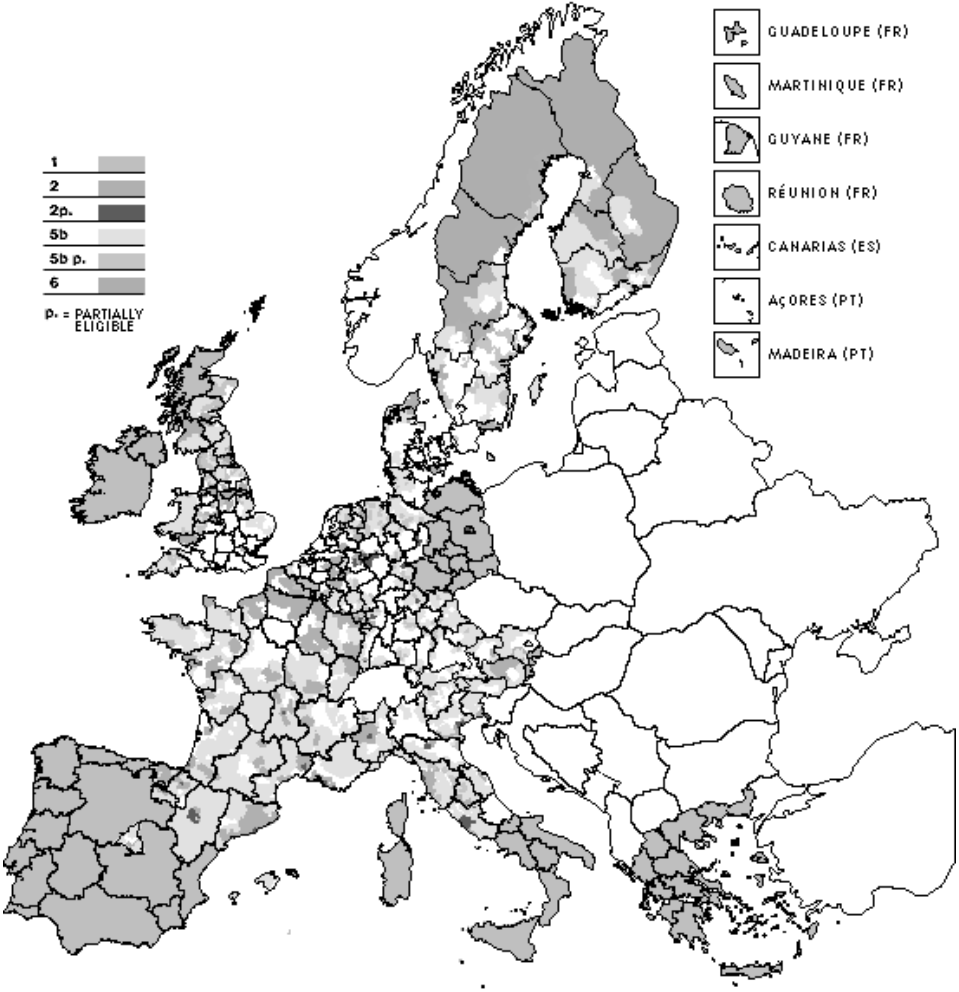 1
2
2p.
5b
5b p.
6
p. = PARTIALLY
ELIGIBLE
GUADELOUPE (FR)
MARTINIQUE (FR)
GUYANE (FR)
RÉUNION (FR)
CANARIAS (ES)
AÇORES (PT)
MADEIRA (PT)